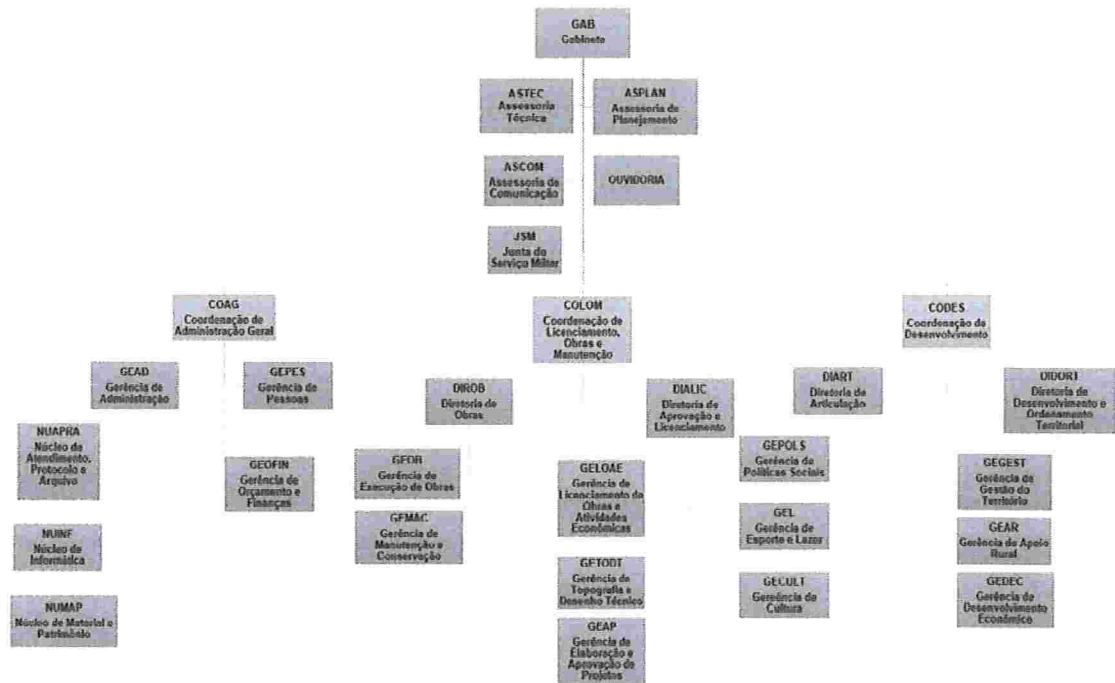 GAB
Gabinete
ASTEC
Assessoria
Técnica
ASPLAN
Assessoria de
Planejamento
ASCOM
Assessoria de
Comunicação
OUVIDORIA
JSM
Junta do
Serviço Militar
COAG
Coordenação de
Administração Geral
COLOM
Coordenação de
Licenciamento,
Obras e
Manutenção
CODES
Coordenação de
Desenvolvimento
GEAD
Gerência de
Administração
GEPES
Gerência de
Pessoas
DIROB
Diretoria de
Obras
DIALIC
Diretoria de
Aprovação e
Licenciamento
DIART
Diretoria de
Articulação
DIDORT
Diretoria de
Desenvolvimento e
Ordenamento
Territorial
NUAPRA
Núcleo de
Atendimento,
Protocolo e
Arquivo
GEOFIN
Gerência de
Orçamento e
Finanças
GEOB
Gerência de
Execução de Obras
GELOAE
Gerência de
Licenciamento de
Obras e
Atividades
Econômicas
GEPOLS
Gerência de
Políticas Sociais
GEGEST
Gerência de
Gestão do
Território
NUINF
Núcleo de
Informática
GEMAC
Gerência de
Manutenção e
Conservação
GEL
Gerência de
Esporte e Lazer
GEAR
Gerência de Apoio
Rural
GETODT
Gerência de
Topografia e
Desenho Técnico
GECULT
Gerência de
Cultura
GEDEC
Gerência de
Desenvolvimento
Econômico
NUMAP
Núcleo de Material e
Patrimônio
GEAP
Gerência de
Elaboração e
Aprovação de
Projetos